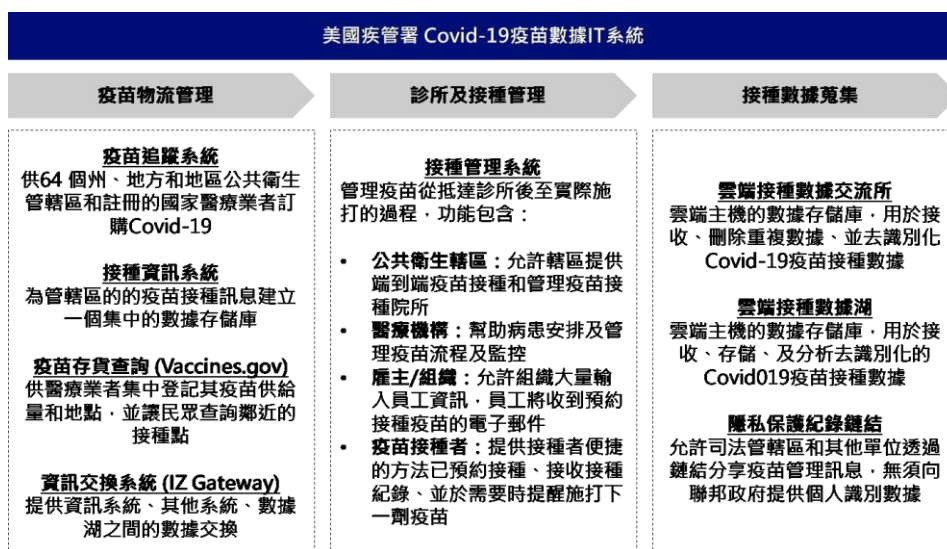 美國疾管署 Covid-19疫苗數據IT系統
疫苗物流管理
疫苗追蹤系統
供64 個州、地方和地區公共衛生
管轄區和註冊的國家醫療業者訂
購Covid-19
接種資訊系統
為管轄區的的疫苗接種訊息建立
一個集中的數據存儲庫
疫苗存貨查詢 (Vaccines.gov)
供醫療業者集中登記其疫苗供給
量和地點，並讓民眾查詢鄰近的
接種點
資訊交換系統 (IZ Gateway)
提供資訊系統、其他系統、數據
湖之間的數據交換
診所及接種管理
接種管理系統
管理疫苗從抵達診所後至實際施
打的過程，功能包含：
• 公共衛生轄區：允許轄區提供
端到端疫苗接種和管理疫苗接
種院所
• 醫療機構：幫助病患安排及管
理疫苗流程及監控
• 雇主/組織：允許組織大量輸
入員工資訊，員工將收到預約
接種疫苗的電子郵件
• 疫苗接種者：提供接種者便捷
的方法已預約接種、接收接種
紀錄、並於需要時提醒施打下
一劑疫苗
接種數據蒐集
雲端接種數據交流所
雲端主機的數據存儲庫，用於接
收、刪除重複數據、並去識別化
Covid-19疫苗接種數據
雲端接種數據湖
雲端主機的數據存儲庫，用於接
收、存儲、及分析去識別化的
Covid019疫苗接種數據
隱私保護紀錄鏈結
允許司法管轄區和其他單位透過
鏈結分享疫苗管理訊息，無須向
聯邦政府提供個人識別數據